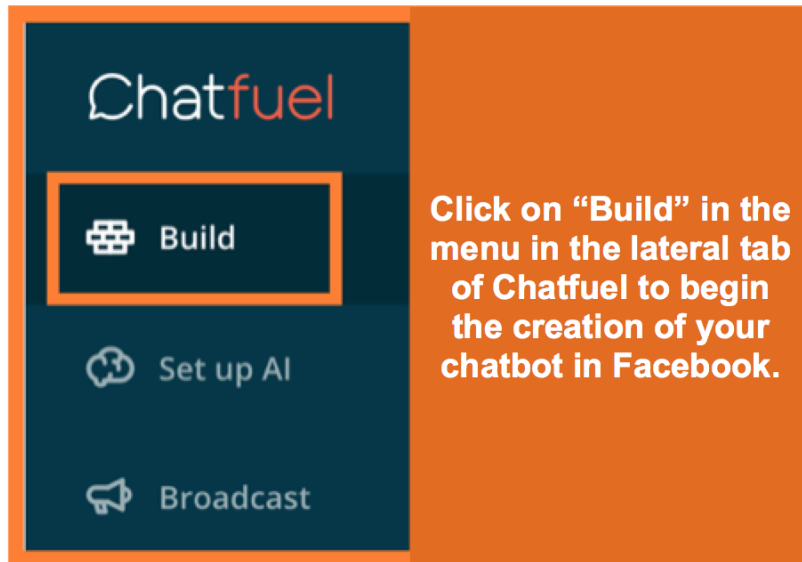 Chatfuel
Build
Set up AI
Broadcast
Click on “Build” in the
menu in the lateral tab
of Chatfuel to begin
the creation of your
chatbot in Facebook.